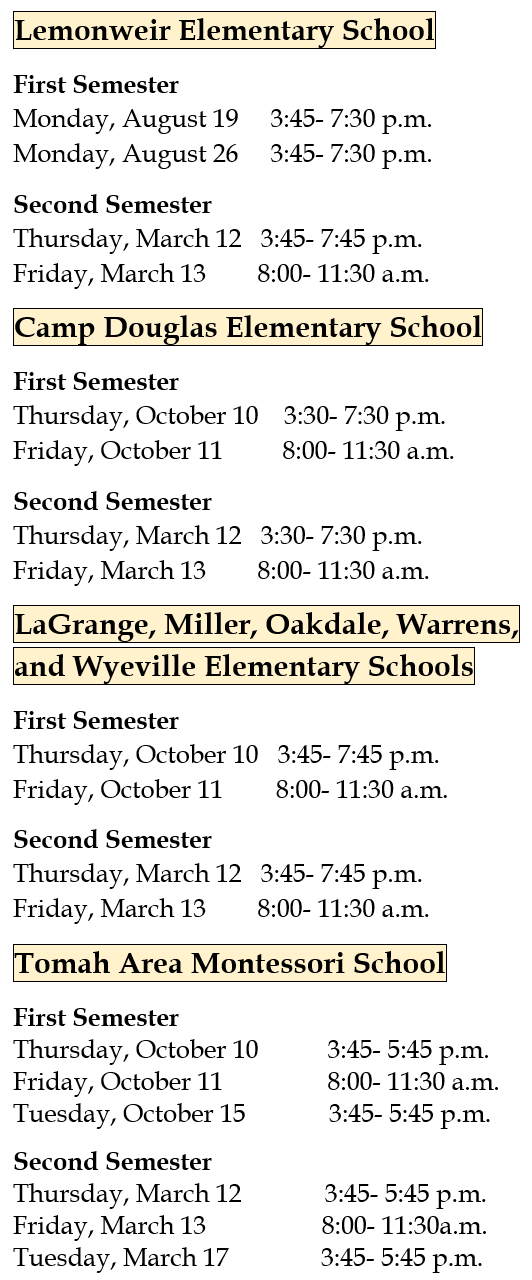 Lemonweir Elementary School
First Semester
Monday, August 19 3:45- 7:30 p.m.
Monday, August 26 3:45- 7:30 p.m.
Second Semester
Thursday, March 12 3:45- 7:45 p.m.
Friday, March 13 8:00- 11:30 a.m.
Camp Douglas Elementary School
First Semester
Thursday, October 10 3:30- 7:30 p.m.
Friday, October 11 8:00- 11:30 a.m.
Second Semester
Thursday, March 12 3:30- 7:30 p.m.
Friday, March 13 8:00- 11:30 a.m.
LaGrange, Miller, Oakdale, Warrens,
and Wyeville Elementary Schools
First Semester
Thursday, October 10 3:45- 7:45 p.m.
Friday, October 11 8:00- 11:30 a.m.
Second Semester
Thursday, March 12 3:45- 7:45 p.m.
Friday, March 13 8:00- 11:30 a.m.
Tomah Area Montessori School
First Semester
Thursday, October 10 3:45- 5:45 p.m.
Friday, October 11 8:00- 11:30 a.m.
Tuesday, October 15 3:45- 5:45 p.m.
Second Semester
Thursday, March 12 3:45- 5:45 p.m.
Friday, March 13 8:00- 11:30a.m.
Tuesday, March 17 3:45- 5:45 p.m.